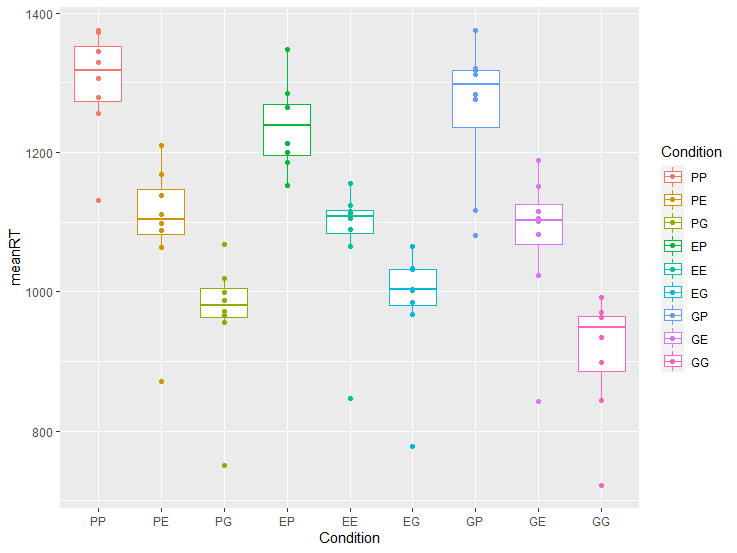 1400
1200
1000
800
meanRT
PP PE PG EP EE EG GP GE GG
Condition
Condition
PP
PE
PG
EP
EE
EG
GP
GE
GG